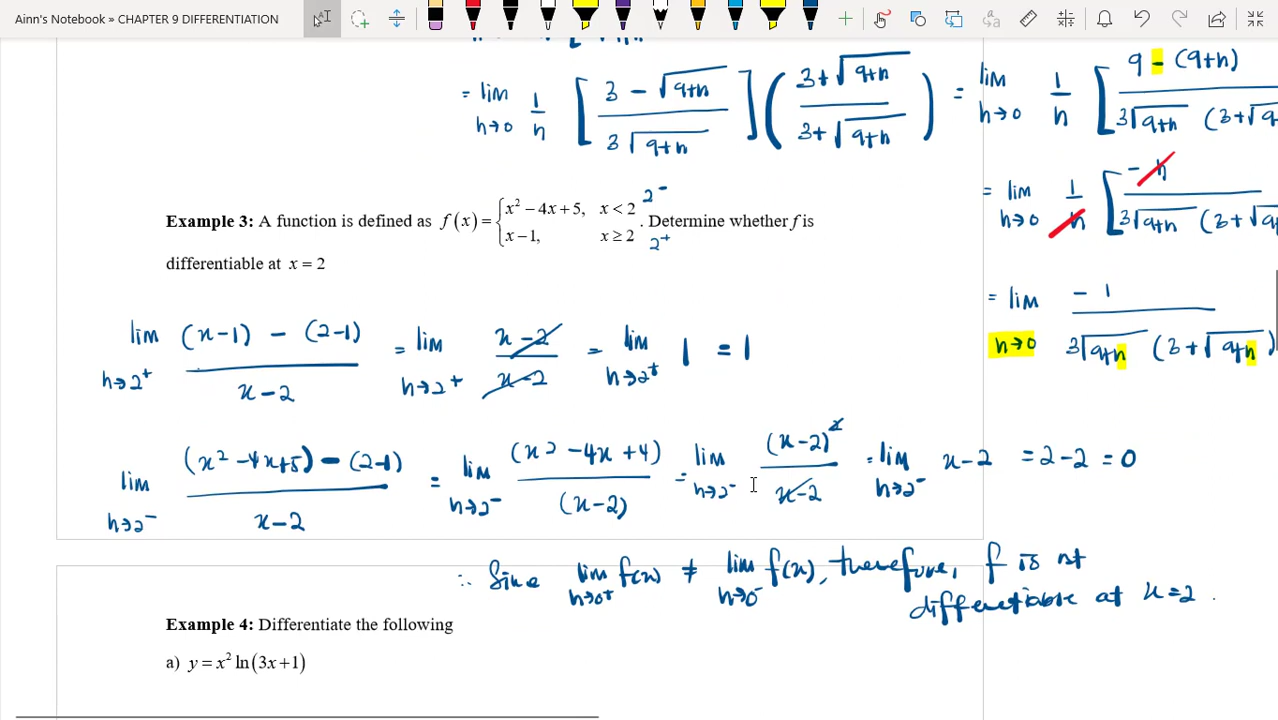 Ainn's Notebook » CHAPTER 9 DIFFERENTIATION
= lim h→0 1/h [ (3 − √(9+h)) / (3√(9+h)) ] ( (3+√(9+h)) / (3+√(9+h)) ) = lim h→0 1/h [ 9 − (9+h) / 3√(9+h) (3+√9
= lim h→0 1/h [ −h / 3√(9+h) (3+√9
= lim h→0 −1 / 3√(9+h) (3+√(9+h))
Example 3: A function is defined as f(x) = { x² − 4x + 5, x < 2 2⁻
x − 1, x ≥ 2 2⁺ . Determine whether f is
differentiable at x = 2
lim h→2⁺ (x−1) − (2−1) / x−2 = lim h→2⁺ x−2 / x−2 = lim h→2⁺ 1 = 1
lim h→2⁻ (x² −4x+5) − (2−1) / x−2 = lim h→2⁻ (x² −4x+4) / (x−2) = lim h→2⁻ (x−2)² / x−2 = lim h→2⁻ x−2 = 2−2 = 0
∴ Since lim h→0⁺ f(x) ≠ lim h→0⁻ f(x), therefore, f is nt
differetiable at x=2 .
Example 4: Differentiate the following
a) y = x² ln(3x+1)